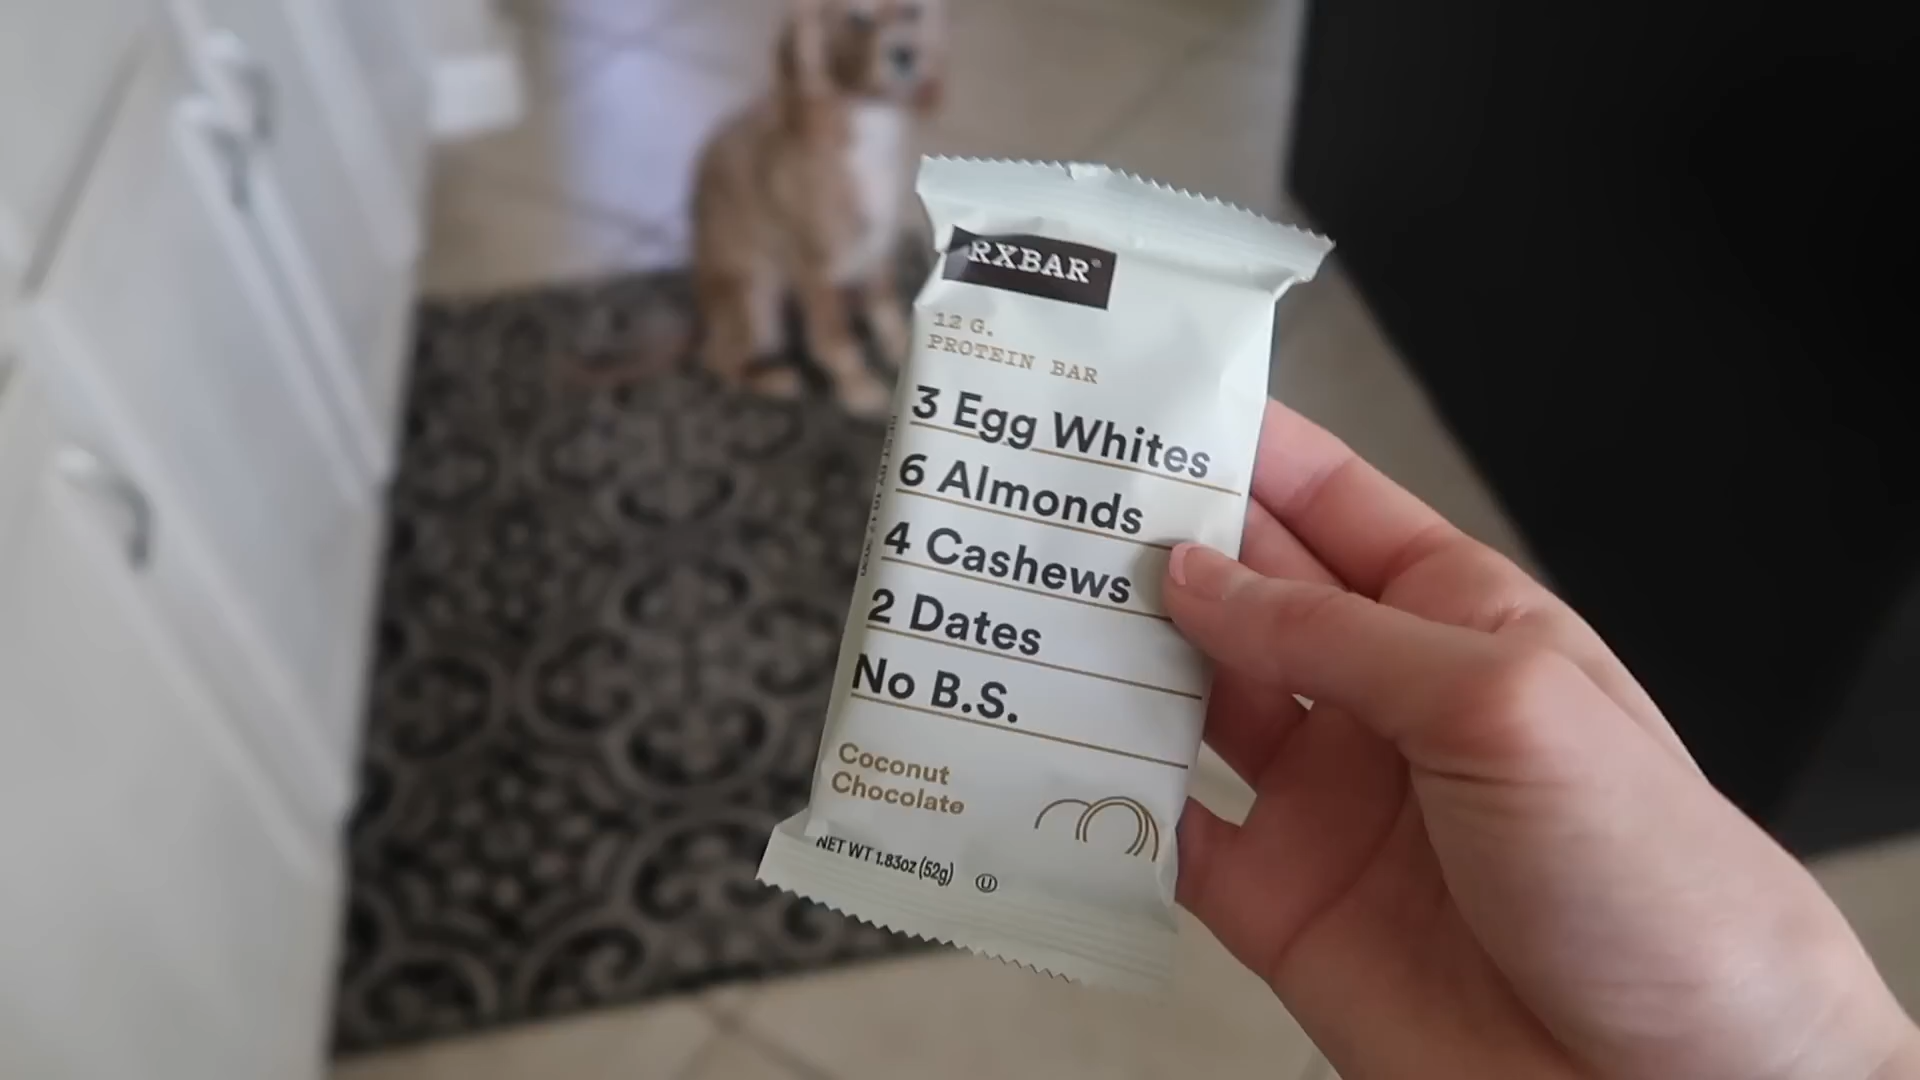 RXBAR®
12 G.
PROTEIN BAR
3 Egg Whites
6 Almonds
4 Cashews
2 Dates
No B.S.
Coconut
Chocolate
NET WT 1.83oz (52g) U